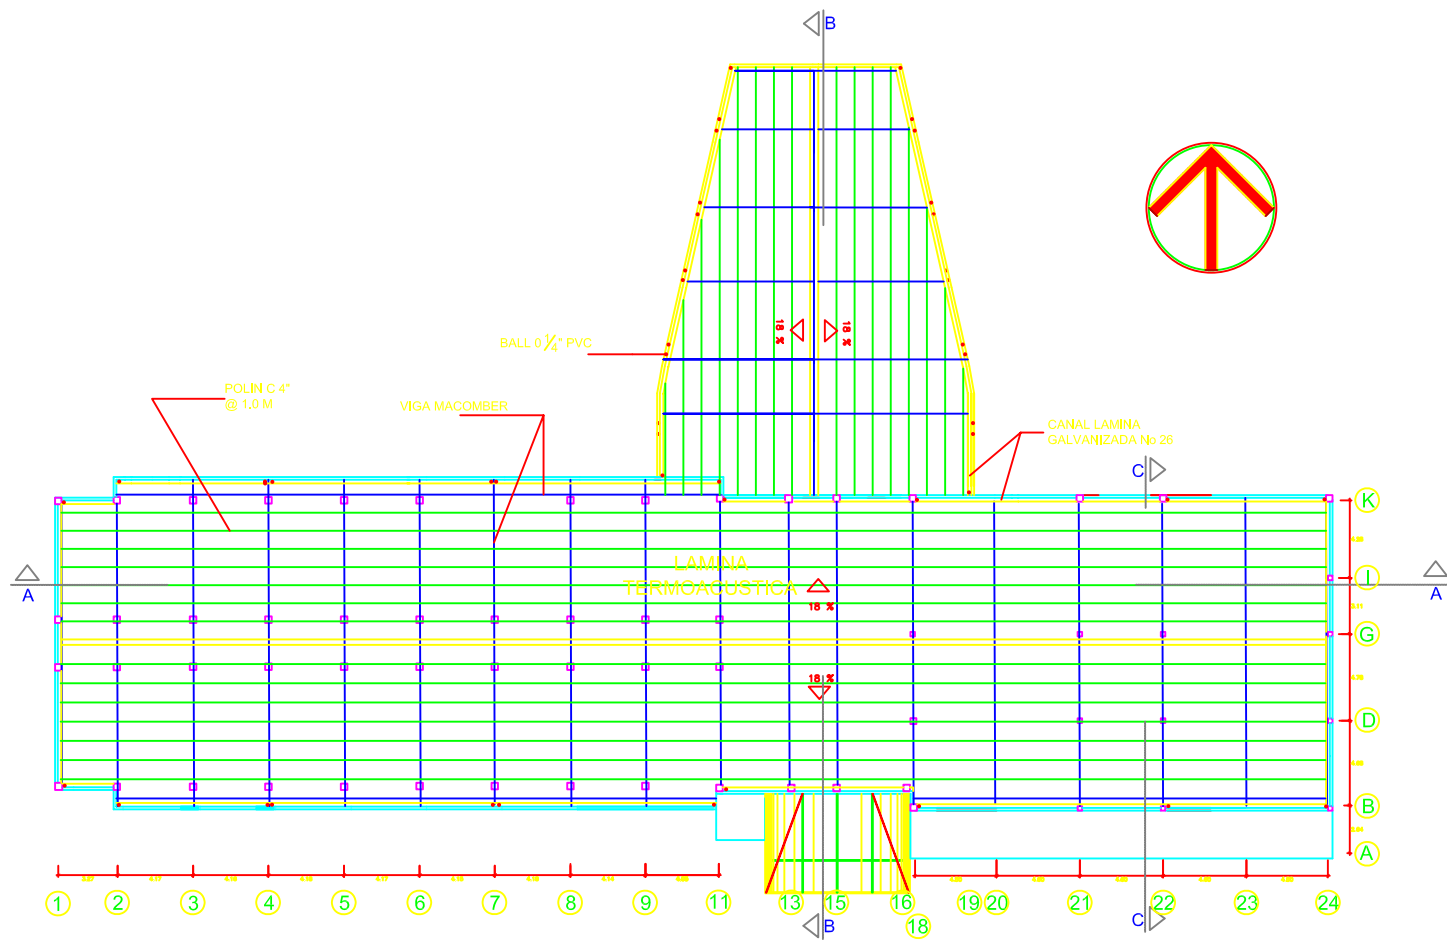 B
18 %
18 %
BALL 0 1/4" PVC
POLIN C 4"
@ 1,0 M
VIGA MACOMBER
CANAL LAMINA
GALVANIZADA No 26
C
K
LAMINA
TERMOACUSTICA
I
A
A
18 %
G
18 %
D
B
A
1
2
3
4
5
6
7
8
9
11
13
15
16
19
20
21
22
23
24
18
B
C